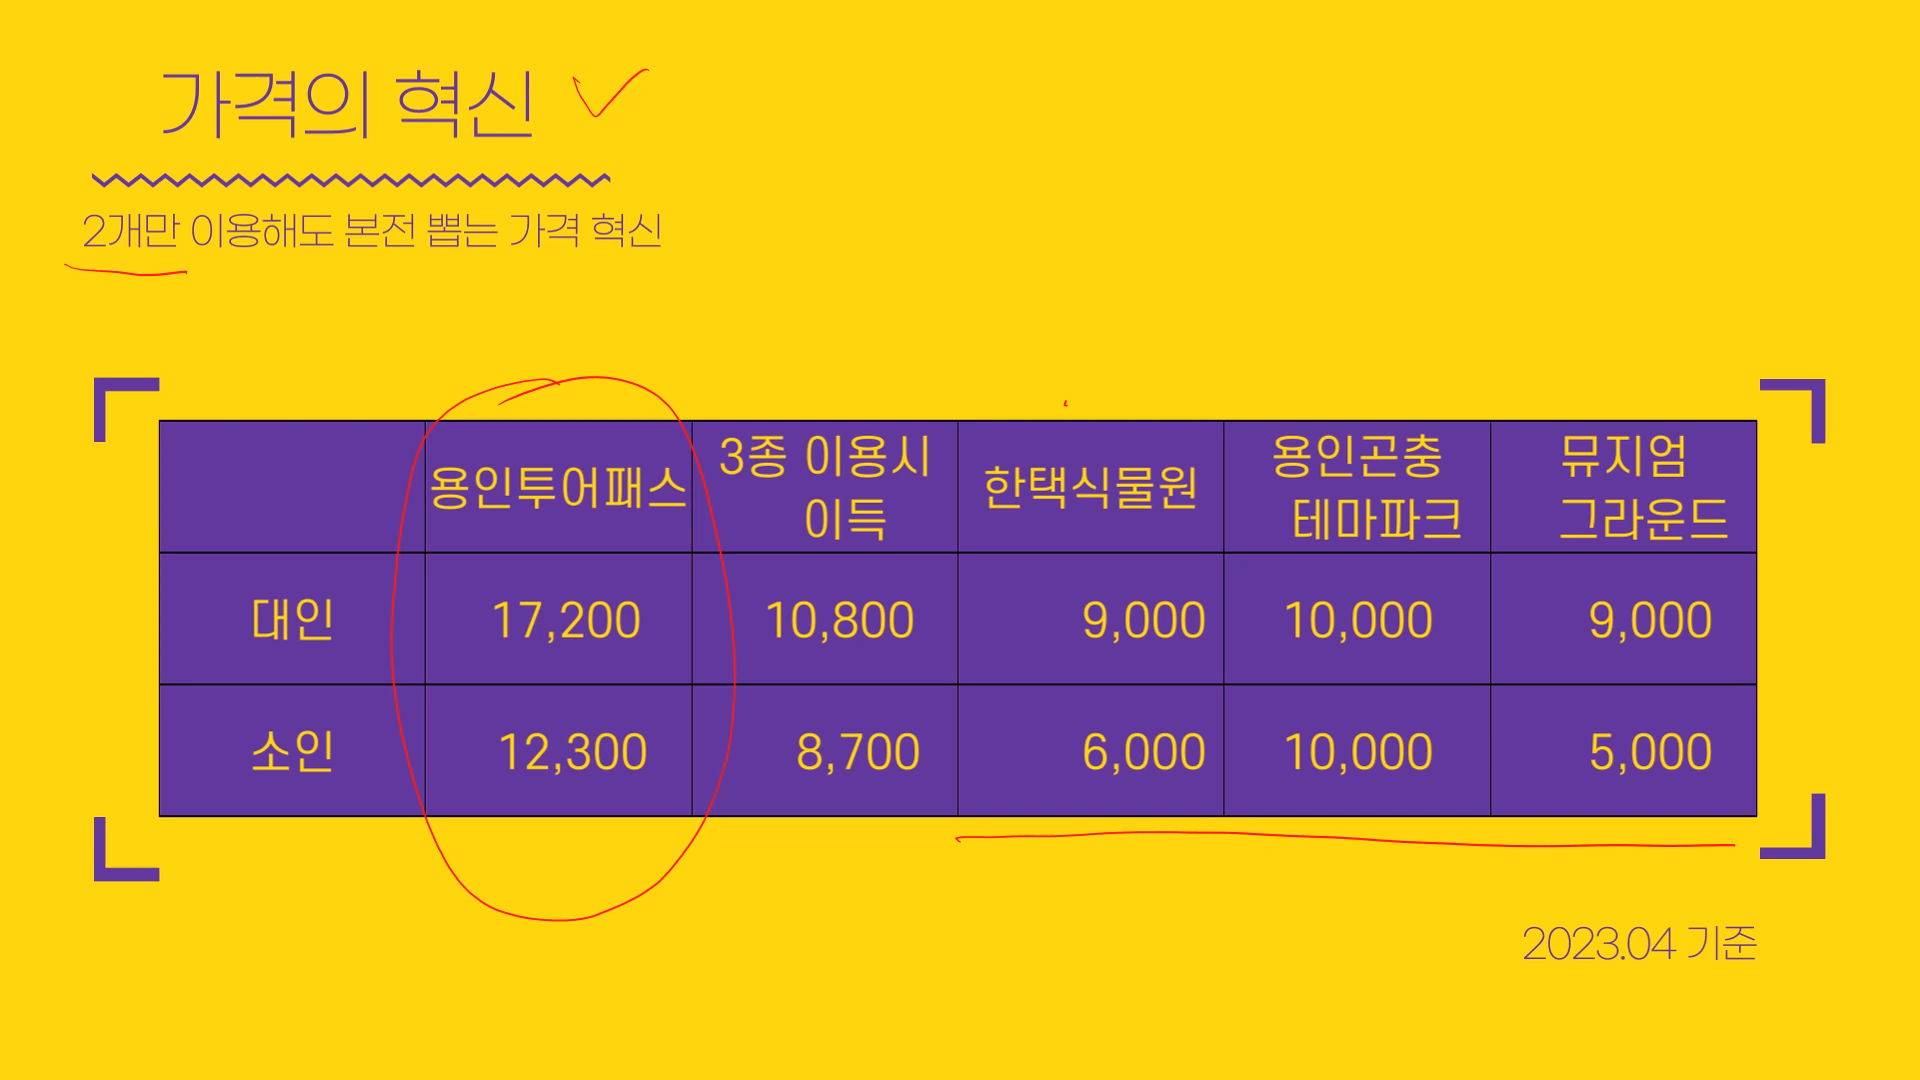 가격의 혁신
2개만 이용해도 본전 뽑는 가격 혁신
용인투어패스 3종 이용시 이득 한택식물원 용인곤충 테마파크 뮤지엄 그라운드
대인 17,200 10,800 9,000 10,000 9,000
소인 12,300 8,700 6,000 10,000 5,000
2023.04 기준